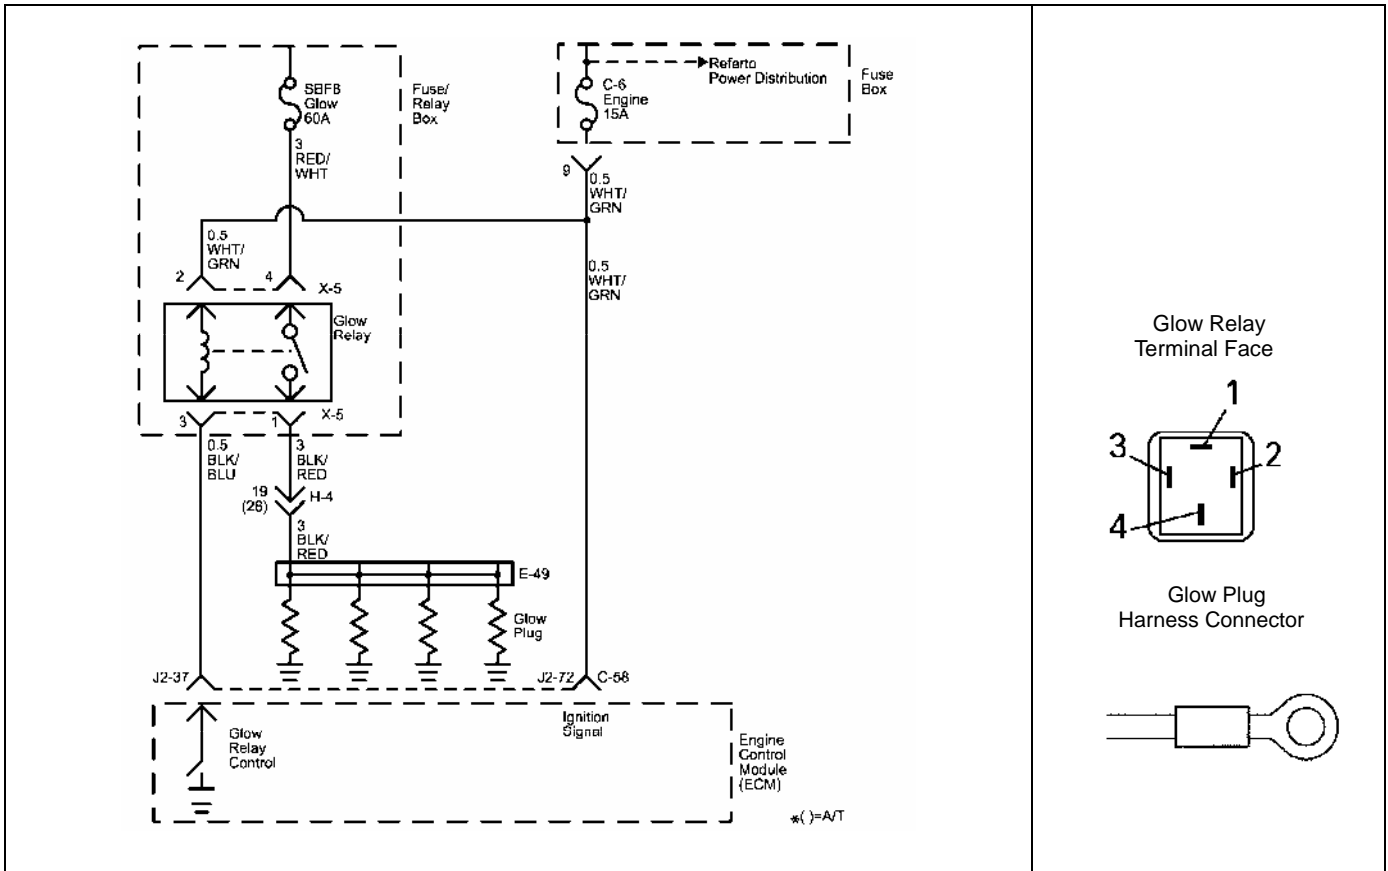 SBF8
Glow
60A
Fuse/
Relay
Box
C-6
Engine
15A
Referto
Power Distribution
Fuse
Box
3
RED/
WHT
9
0.5
WHT/
GRN
0.5
WHT/
GRN
2
4
X-5
0.5
WHT/
GRN
Glow
Relay
3
1
X-5
0.5
BLK/
BLU
3
BLK/
RED
19
(26)
H-4
3
BLK/
RED
E-49
Glow
Plug
J2-37
J2-72
C-58
Glow
Relay
Control
Ignition
Signal
Engine
Control
Module
(ECM)
*( )=A/T
Glow Relay
Terminal Face
1
3
2
4
Glow Plug
Harness Connector